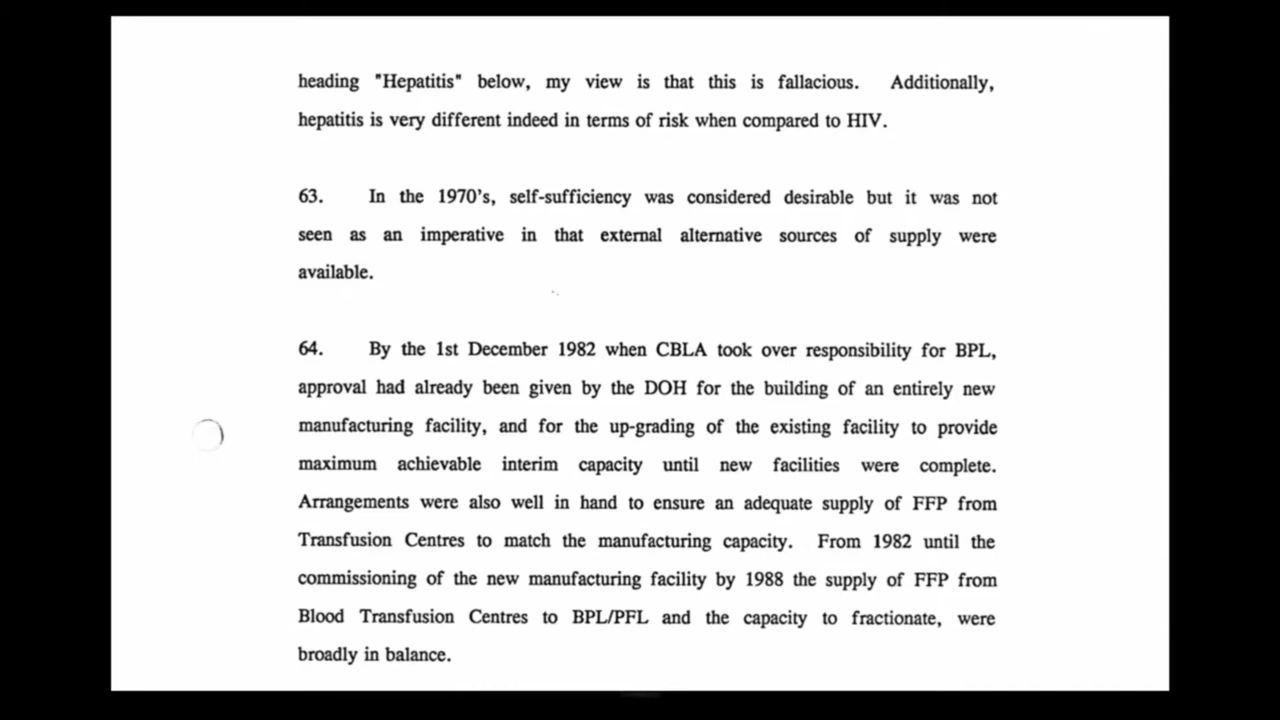 heading "Hepatitis" below, my view is that this is fallacious. Additionally,
hepatitis is very different indeed in terms of risk when compared to HIV.
63. In the 1970's, self-sufficiency was considered desirable but it was not
seen as an imperative in that external alternative sources of supply were
available.
64. By the 1st December 1982 when CBLA took over responsibility for BPL,
approval had already been given by the DOH for the building of an entirely new
manufacturing facility, and for the up-grading of the existing facility to provide
maximum achievable interim capacity until new facilities were complete.
Arrangements were also well in hand to ensure an adequate supply of FFP from
Transfusion Centres to match the manufacturing capacity. From 1982 until the
commissioning of the new manufacturing facility by 1988 the supply of FFP from
Blood Transfusion Centres to BPL/PFL and the capacity to fractionate, were
broadly in balance.